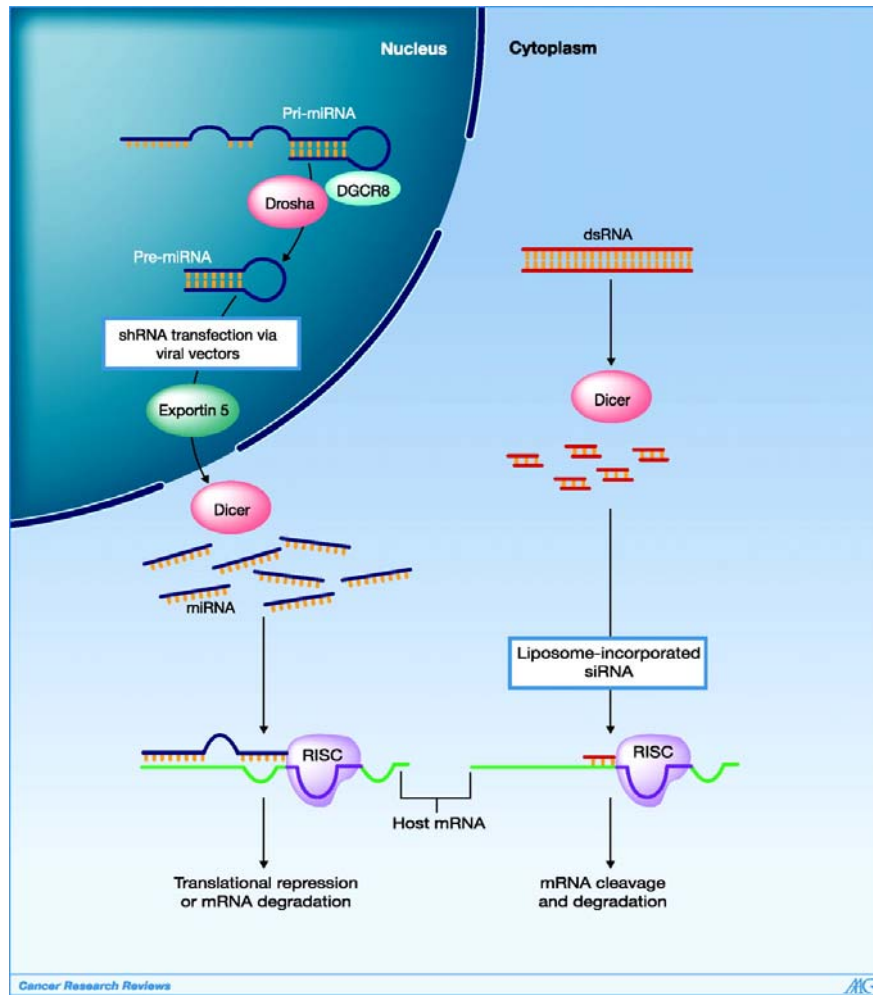 Nucleus
Cytoplasm
Pri-miRNA
DGCR8
Drosha
Pre-miRNA
shRNA transfection via
viral vectors
Exportin 5
Dicer
miRNA
dsRNA
Dicer
Liposome-incorporated
siRNA
RISC
RISC
Host mRNA
Translational repression
or mRNA degradation
mRNA cleavage
and degradation
Cancer Research Reviews